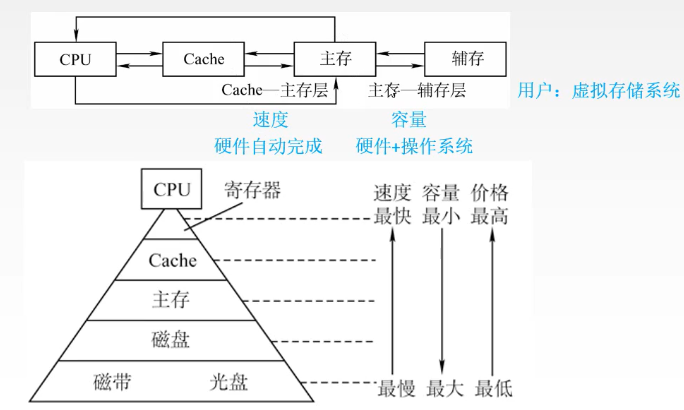 CPU Cache 主存 辅存
Cache—主存层 主存—辅存层 用户：虚拟存储系统
速度 容量
硬件自动完成 硬件+操作系统
CPU 寄存器 速度 容量 价格
最快 最小 最高
Cache
主存
磁盘
磁带 光盘 最慢 最大 最低